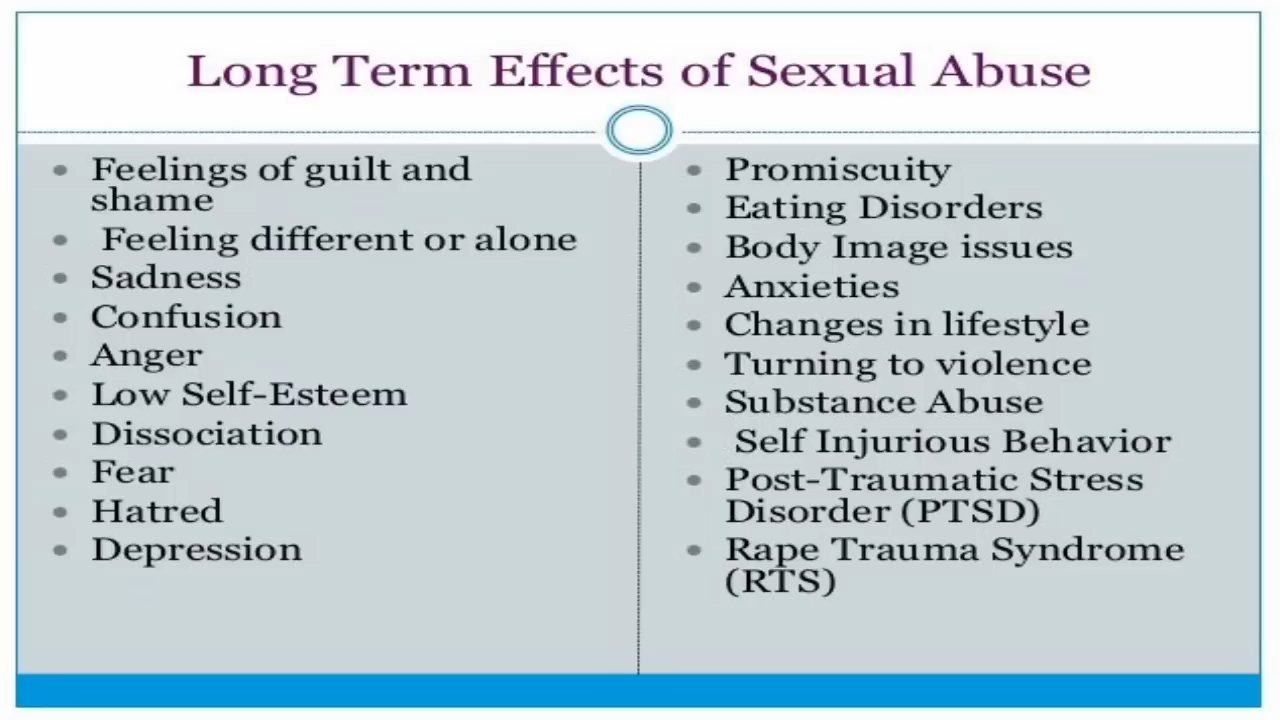 Long Term Effects of Sexual Abuse
• Feelings of guilt and
shame
• Feeling different or alone
• Sadness
• Confusion
• Anger
• Low Self-Esteem
• Dissociation
• Fear
• Hatred
• Depression
• Promiscuity
• Eating Disorders
• Body Image issues
• Anxieties
• Changes in lifestyle
• Turning to violence
• Substance Abuse
• Self Injurious Behavior
• Post-Traumatic Stress
Disorder (PTSD)
• Rape Trauma Syndrome
(RTS)